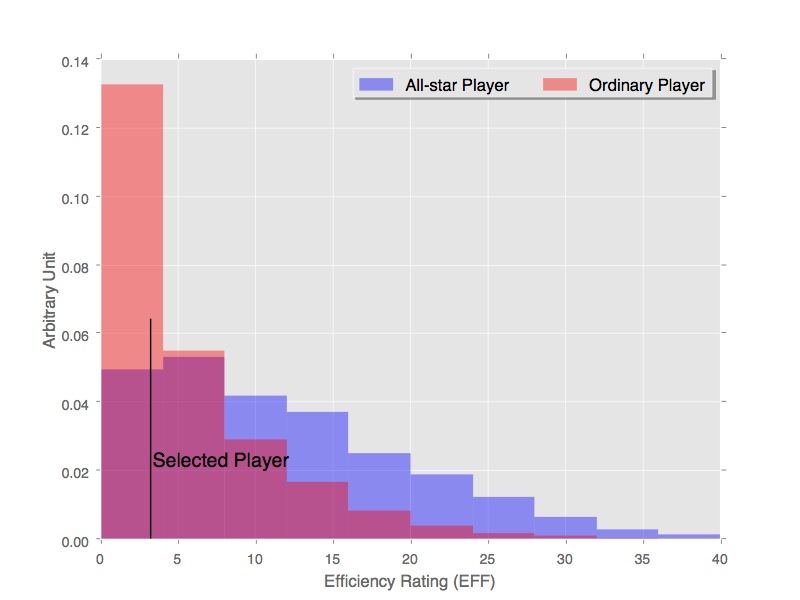 0.14
All-star Player Ordinary Player
0.12
0.10
0.08
Arbitrary Unit
0.06
0.04
Selected Player
0.02
0.00
0 5 10 15 20 25 30 35 40
Efficiency Rating (EFF)